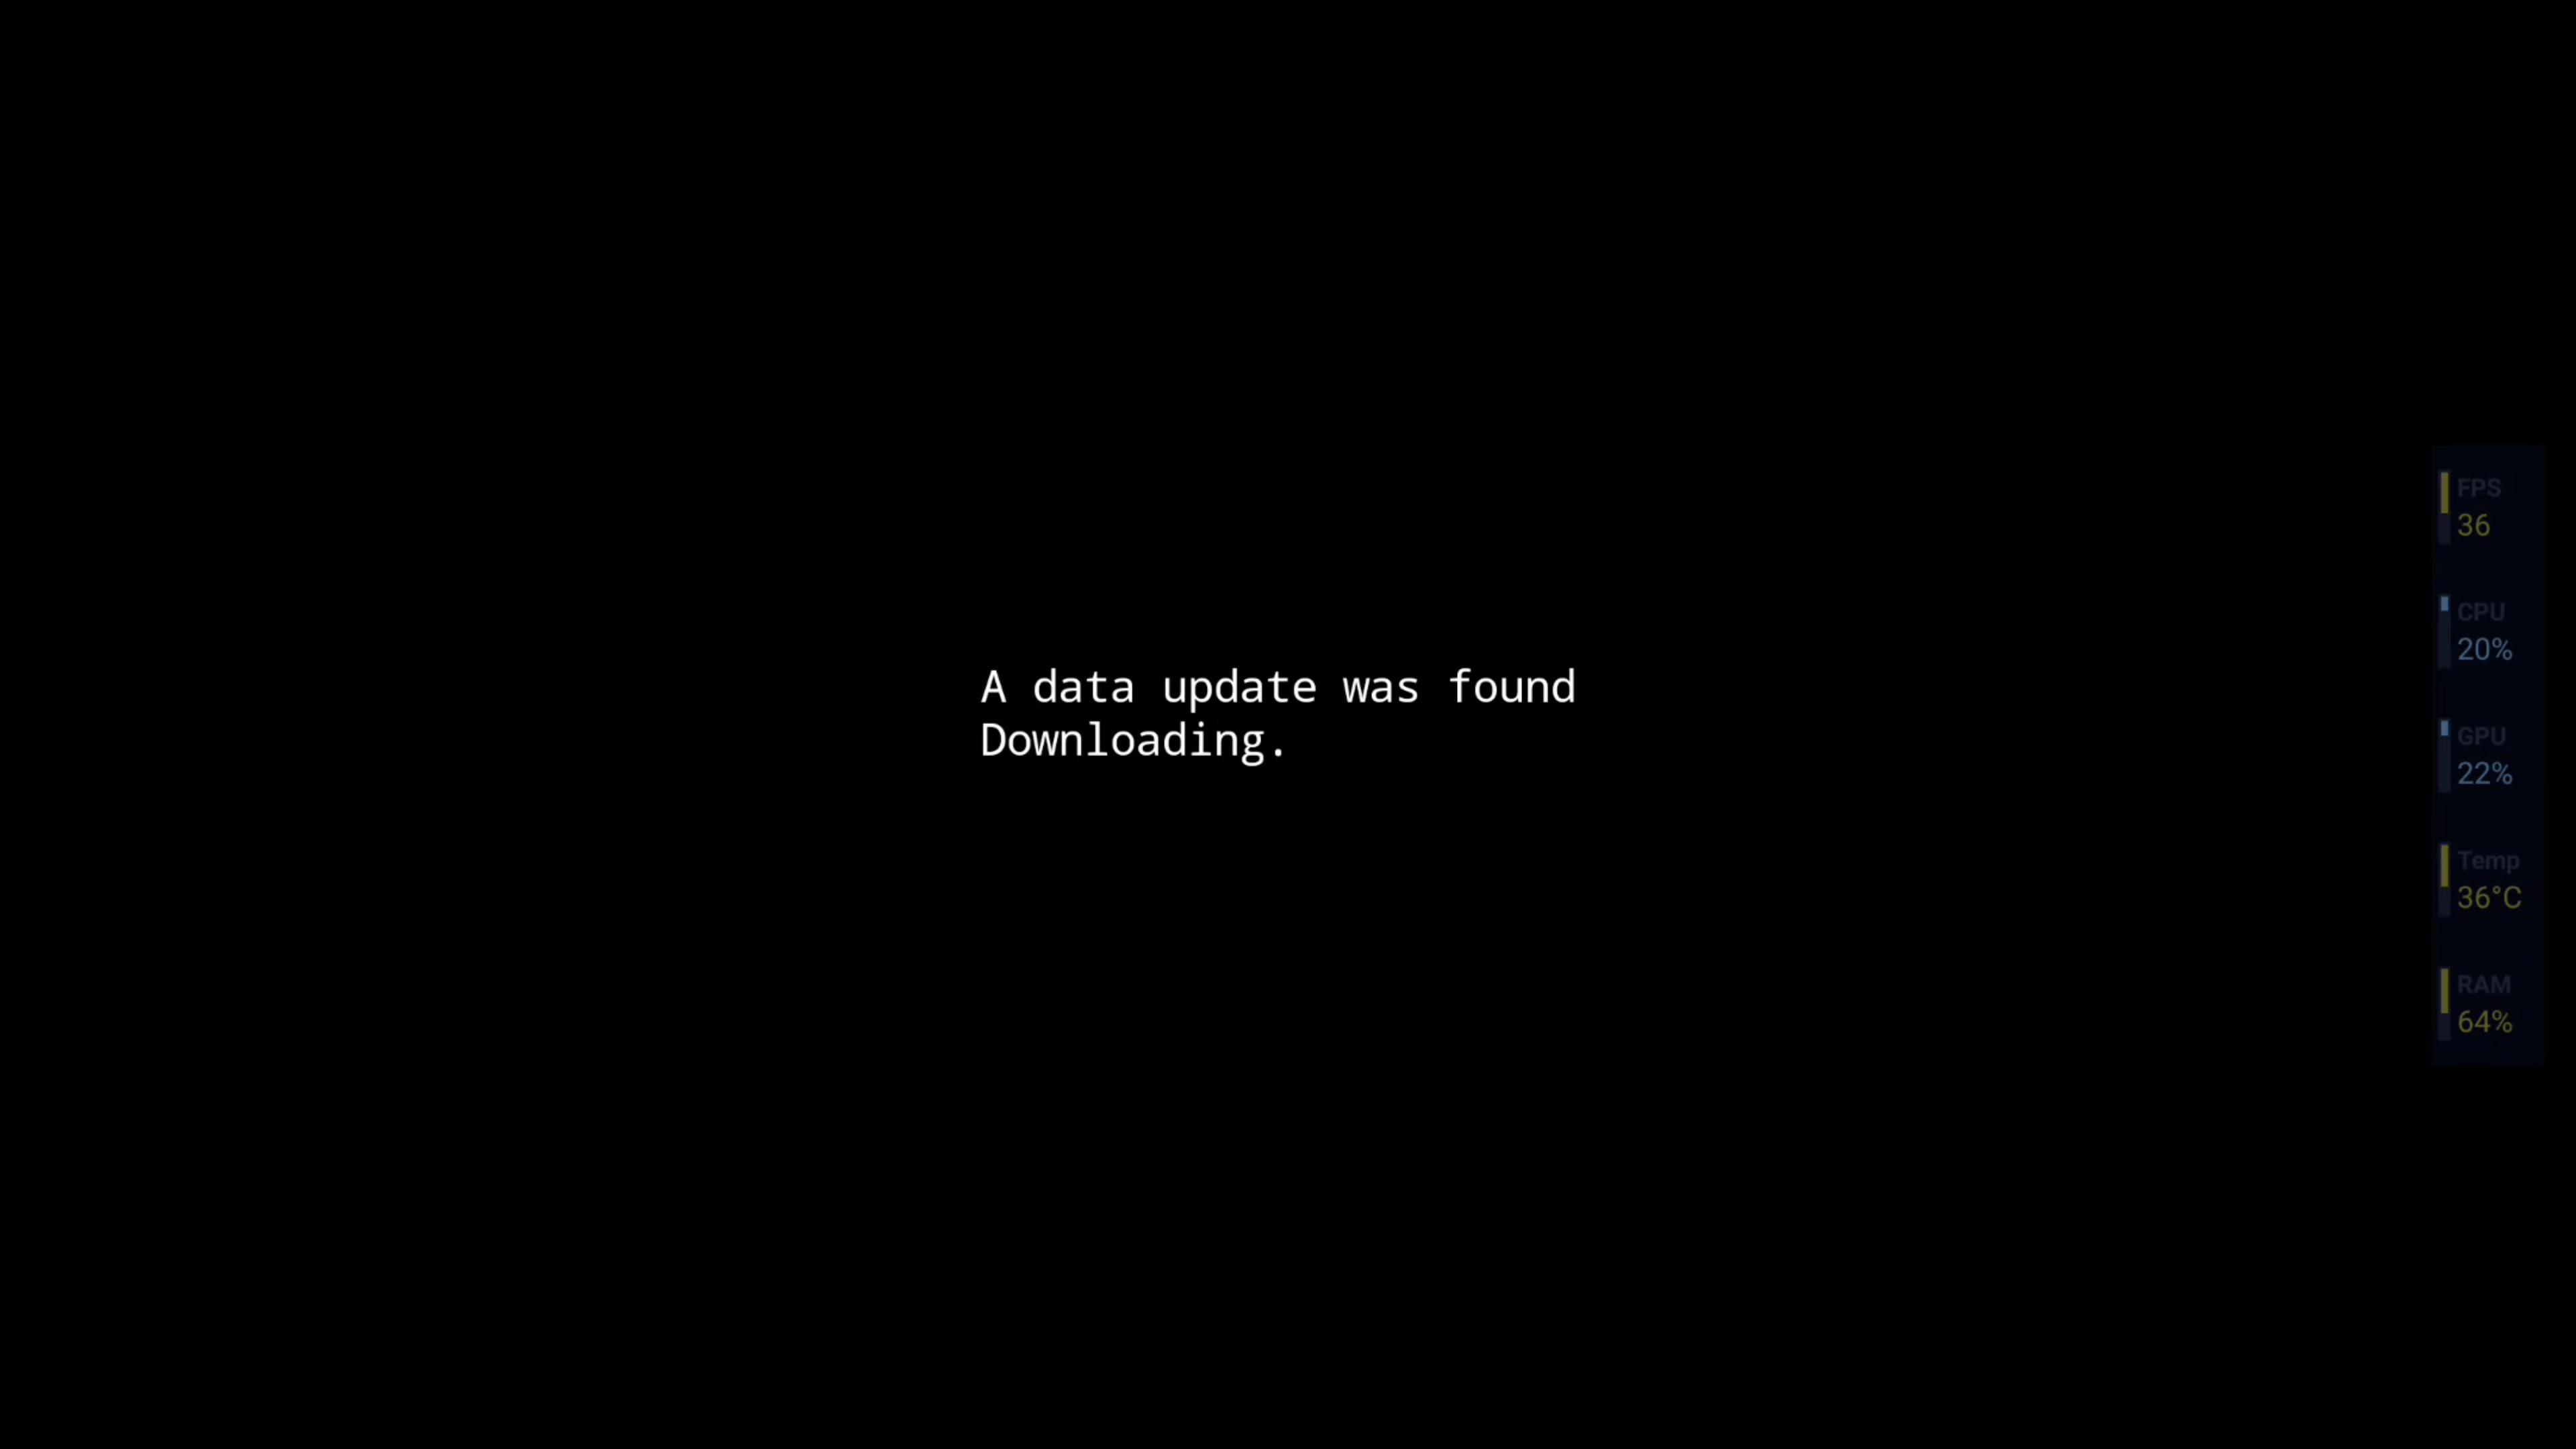 A data update was found
Downloading.
FPS
36
CPU
20%
GPU
22%
Temp
36°C
RAM
64%